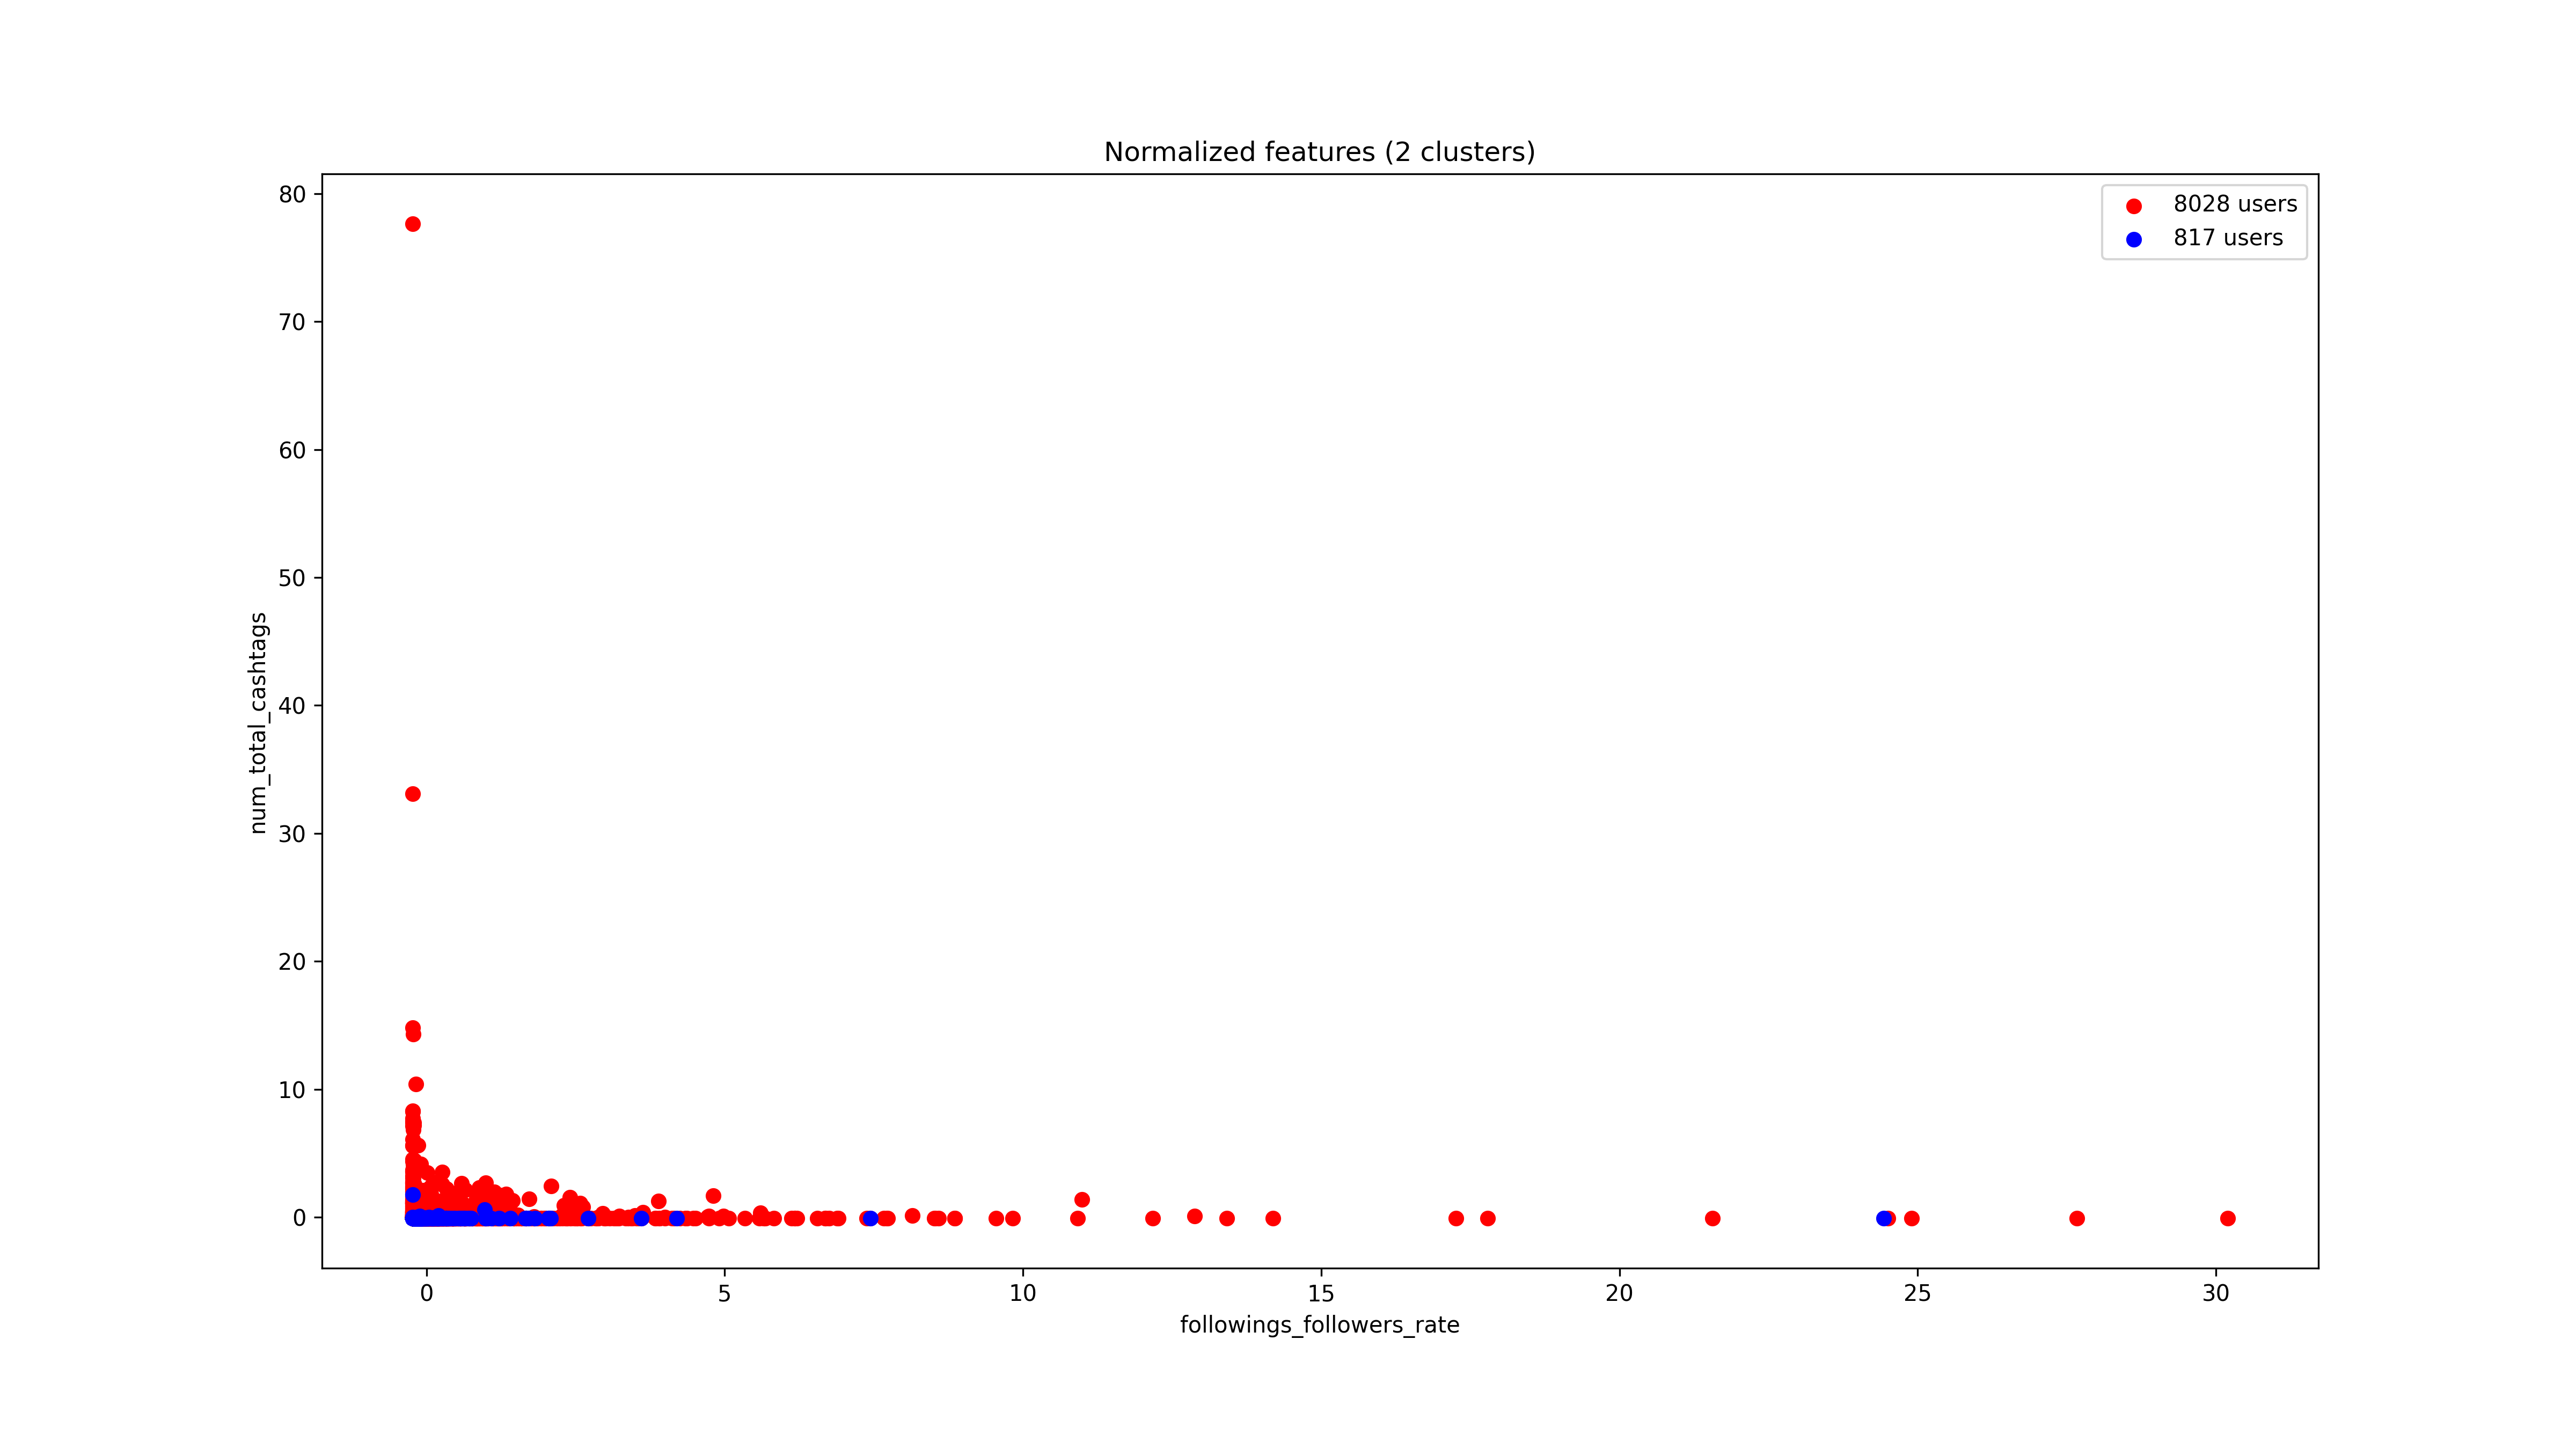 Normalized features (2 clusters)
8028 users
817 users
80
70
60
50
40
30
20
10
0
num_total_cashtags
0 5 10 15 20 25 30
followings_followers_rate